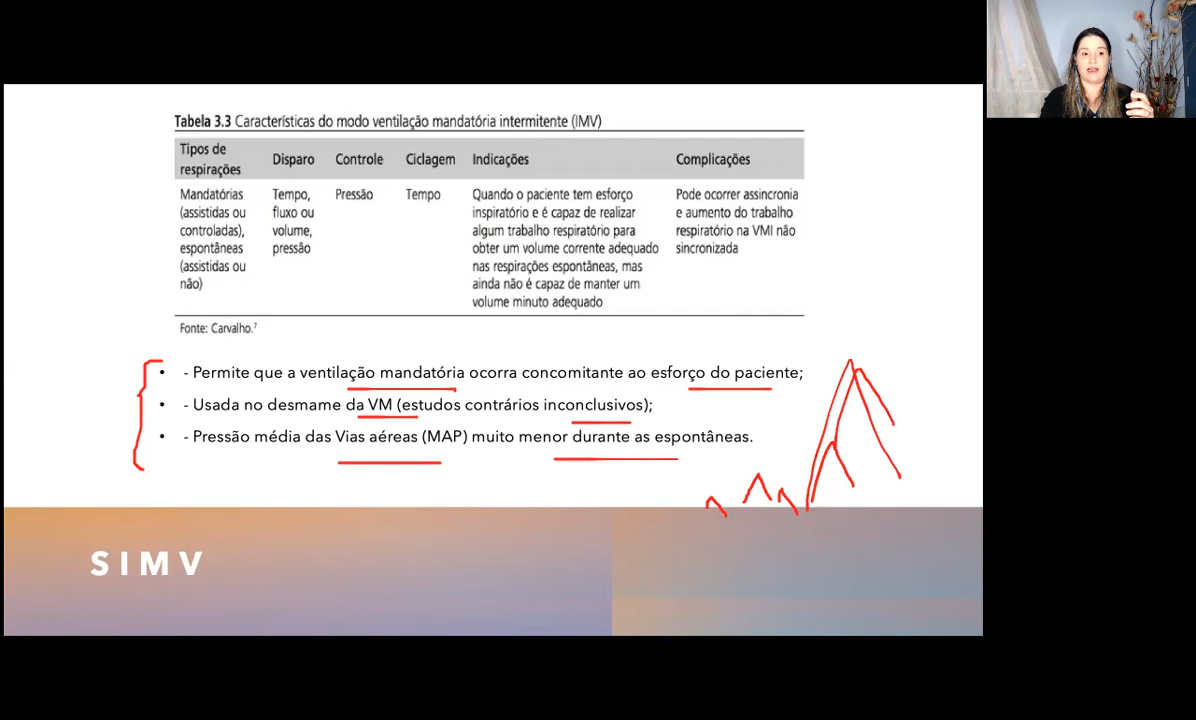 Tabela 3.3 Características do modo ventilação mandatória intermitente (IMV)
Tipos de respirações Disparo Controle Ciclagem Indicações Complicações
Mandatórias Tempo, Pressão Tempo Quando o paciente tem esforço Pode ocorrer assincronia
(assistidas ou fluxo ou inspiratório e é capaz de realizar e aumento do trabalho
controladas), volume, algum trabalho respiratório para respiratório na VMI não
espontâneas pressão obter um volume corrente adequado sincronizada
(assistidas ou nas respirações espontâneas, mas
não) ainda não é capaz de manter um
volume minuto adequado
Fonte: Carvalho.⁷
• - Permite que a ventilação mandatória ocorra concomitante ao esforço do paciente;
• - Usada no desmame da VM (estudos contrários inconclusivos);
• - Pressão média das Vias aéreas (MAP) muito menor durante as espontâneas.
SIMV